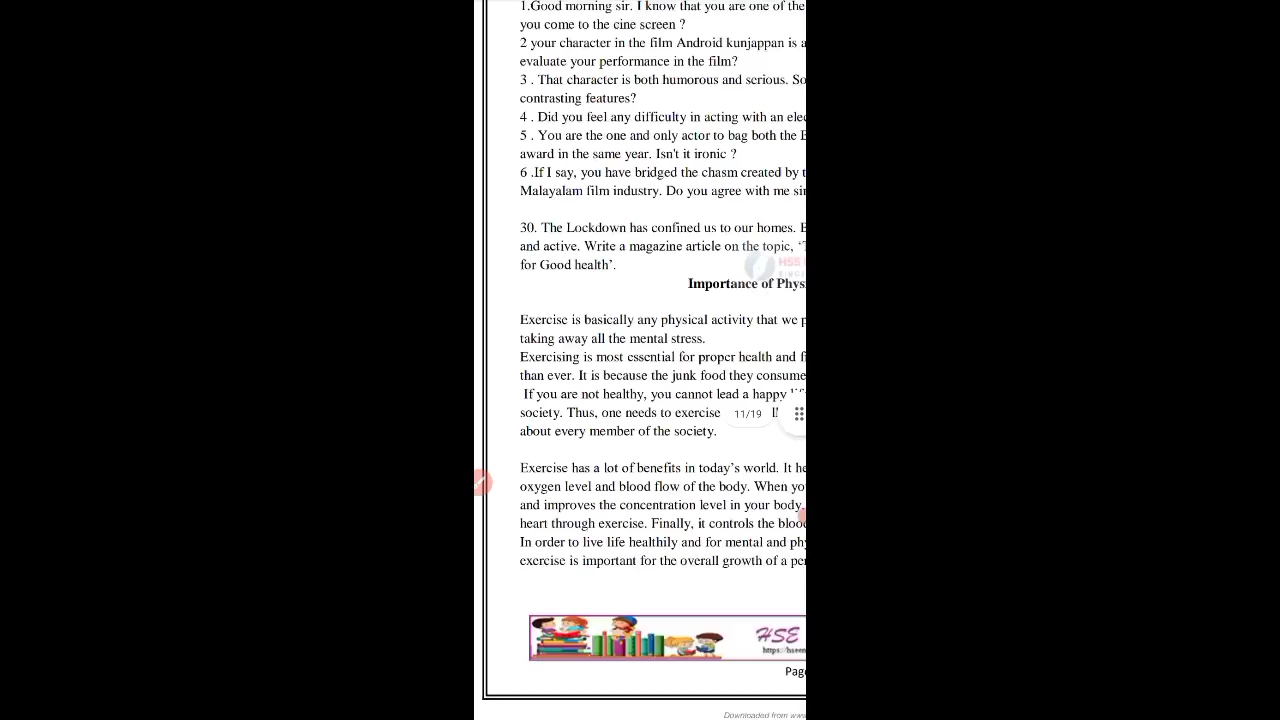 1.Good morning sir. I know that you are one of the
you come to the cine screen ?
2 your character in the film Android kunjappan is a
evaluate your performance in the film?
3 . That character is both humorous and serious. So
contrasting features?
4 . Did you feel any difficulty in acting with an elec
5 . You are the one and only actor to bag both the B
award in the same year. Isn't it ironic ?
6 .If I say, you have bridged the chasm created by t
Malayalam film industry. Do you agree with me sir
30. The Lockdown has confined us to our homes. B
and active. Write a magazine article on the topic, ‘T
for Good health’.
HSS
Importance of Phys
Exercise is basically any physical activity that we p
taking away all the mental stress.
Exercising is most essential for proper health and fi
than ever. It is because the junk food they consume
If you are not healthy, you cannot lead a happy
society. Thus, one needs to exercise
11/19
about every member of the society.
Exercise has a lot of benefits in today’s world. It he
oxygen level and blood flow of the body. When yo
and improves the concentration level in your body.
heart through exercise. Finally, it controls the blood
In order to live life healthily and for mental and phy
exercise is important for the overall growth of a per
HSE
https://hseen
Page
Downloaded from www